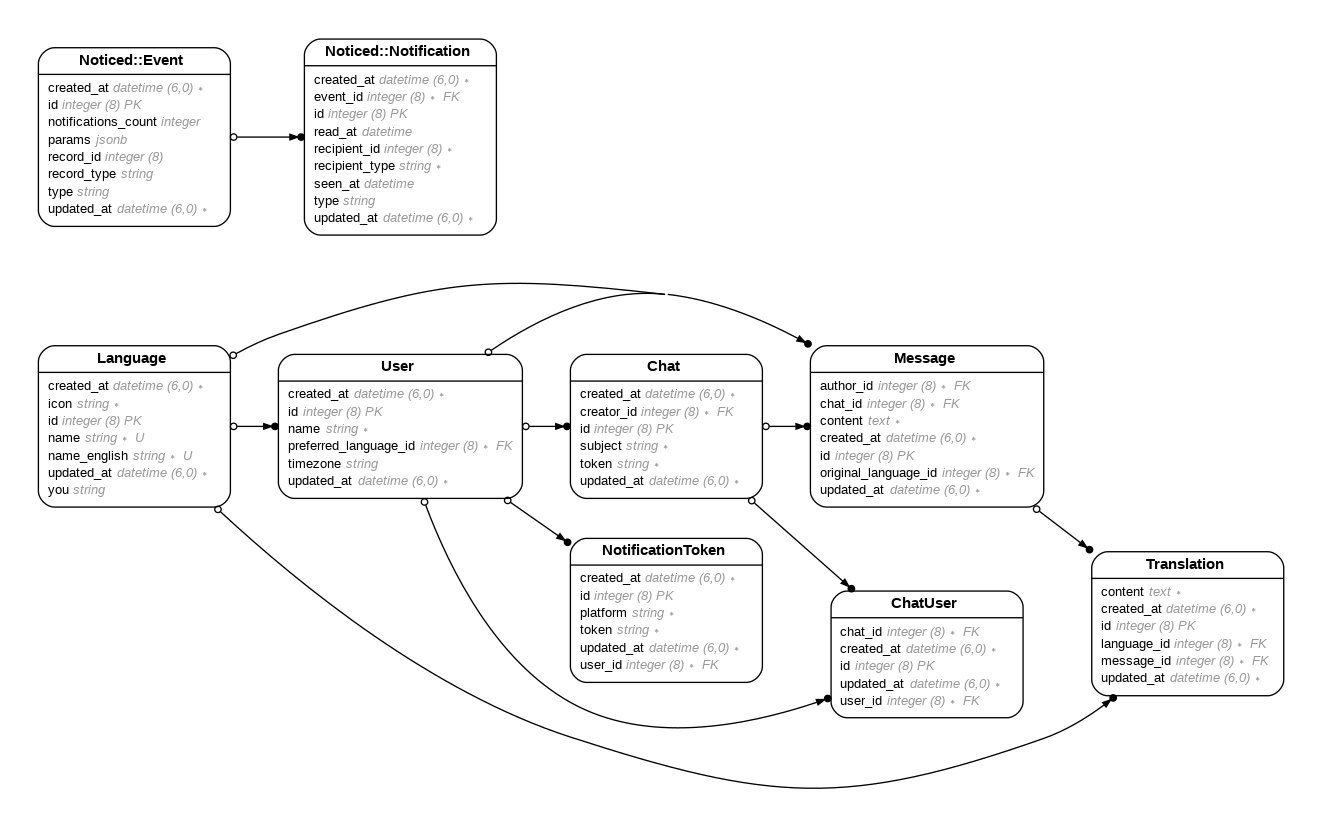 Noticed::Event
created_at datetime (6,0) ∗
id integer (8) PK
notifications_count integer
params jsonb
record_id integer (8)
record_type string
type string
updated_at datetime (6,0) ∗
Noticed::Notification
created_at datetime (6,0) ∗
event_id integer (8) ∗ FK
id integer (8) PK
read_at datetime
recipient_id integer (8) ∗
recipient_type string ∗
seen_at datetime
type string
updated_at datetime (6,0) ∗
Language
created_at datetime (6,0) ∗
icon string ∗
id integer (8) PK
name string ∗ U
name_english string ∗ U
updated_at datetime (6,0) ∗
you string
User
created_at datetime (6,0) ∗
id integer (8) PK
name string ∗
preferred_language_id integer (8) ∗ FK
timezone string
updated_at datetime (6,0) ∗
Chat
created_at datetime (6,0) ∗
creator_id integer (8) ∗ FK
id integer (8) PK
subject string ∗
token string ∗
updated_at datetime (6,0) ∗
Message
author_id integer (8) ∗ FK
chat_id integer (8) ∗ FK
content text ∗
created_at datetime (6,0) ∗
id integer (8) PK
original_language_id integer (8) ∗ FK
updated_at datetime (6,0) ∗
NotificationToken
created_at datetime (6,0) ∗
id integer (8) PK
platform string ∗
token string ∗
updated_at datetime (6,0) ∗
user_id integer (8) ∗ FK
ChatUser
chat_id integer (8) ∗ FK
created_at datetime (6,0) ∗
id integer (8) PK
updated_at datetime (6,0) ∗
user_id integer (8) ∗ FK
Translation
content text ∗
created_at datetime (6,0) ∗
id integer (8) PK
language_id integer (8) ∗ FK
message_id integer (8) ∗ FK
updated_at datetime (6,0) ∗